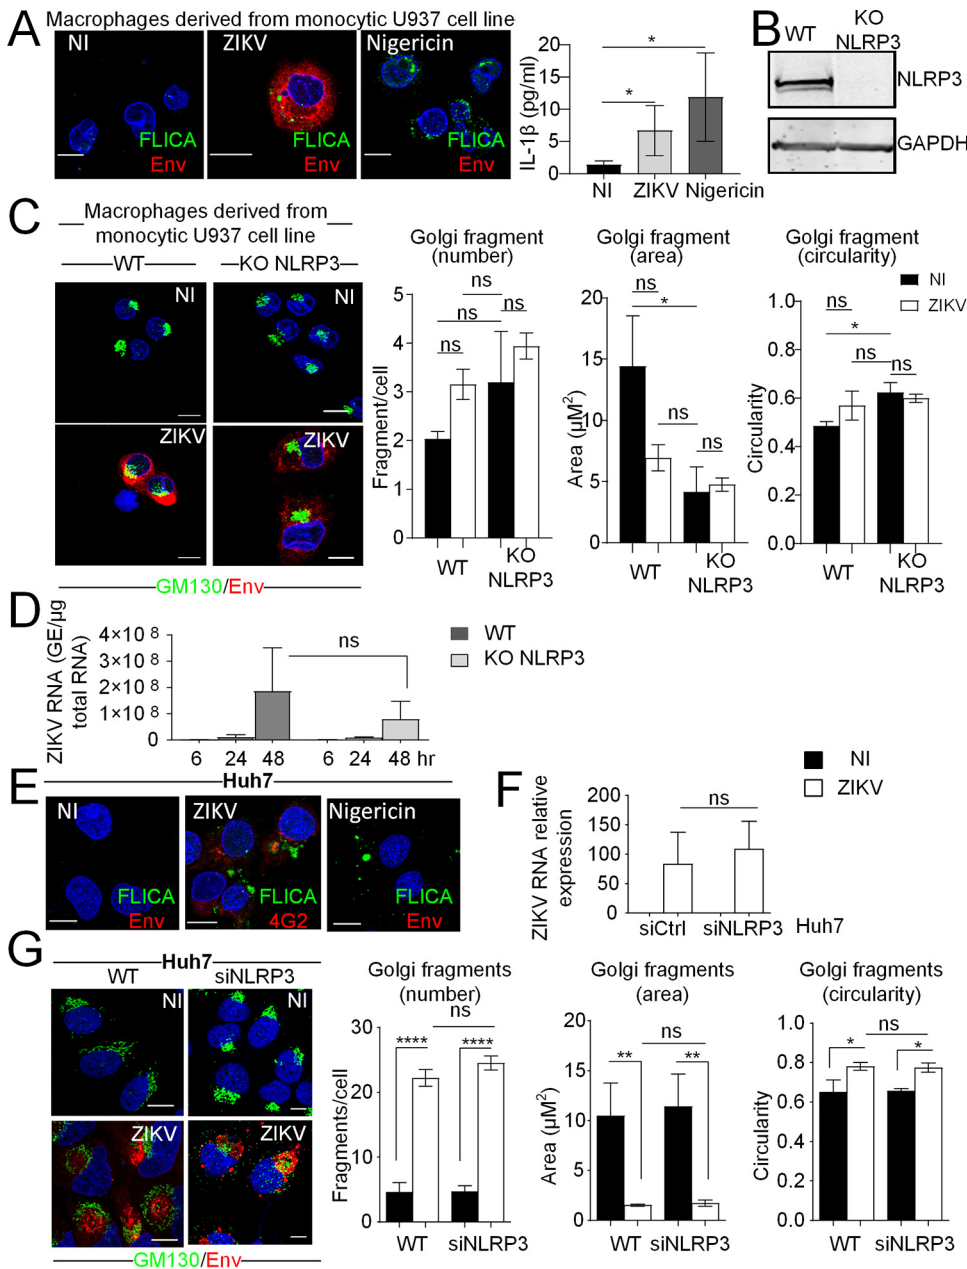 A
Macrophages derived from monocytic U937 cell line
NI
FLICA
Env
ZIKV
FLICA
Env
Nigericin
FLICA
Env
IL-1β (pg/ml)
20
15
10
5
0
*
*
NI ZIKV Nigericin
B
WT
KO
NLRP3
NLRP3
GAPDH
C
Macrophages derived from
monocytic U937 cell line
WT
KO NLRP3
NI
NI
ZIKV
ZIKV
GM130/Env
Golgi fragment
(number)
Fragment/cell
5
4
3
2
1
0
ns
ns
ns
ns
WT
KO
NLRP3
Golgi fragment
(area)
Area (µM²)
20
15
10
5
0
ns
*
ns
ns
WT
KO
NLRP3
Golgi fragment
(circularity)
NI
ZIKV
Circularity
1.0
0.8
0.6
0.4
0.2
0.0
ns
*
ns
ns
WT
KO
NLRP3
D
ZIKV RNA (GE/µg
total RNA)
4×10 8
3×10 8
2×10 8
1×10 8
0
ns
6 24 48 6 24 48 hr
WT
KO NLRP3
E
Huh7
NI
FLICA
Env
ZIKV
FLICA
4G2
Nigericin
FLICA
Env
F
NI
ZIKV
ZIKV RNA relative
expression
200
150
100
50
0
ns
siCtrl siNLRP3 Huh7
G
Huh7
WT
siNLRP3
NI
NI
ZIKV
ZIKV
GM130/Env
Golgi fragments
(number)
Fragments/cell
30
20
10
0
ns
****
****
WT siNLRP3
Golgi fragments
(area)
Area (µM²)
20
15
10
5
0
ns
**
**
WT siNLRP3
Golgi fragments
(circularity)
Circularity
1.0
0.8
0.6
0.4
0.2
0.0
ns
*
*
WT siNLRP3